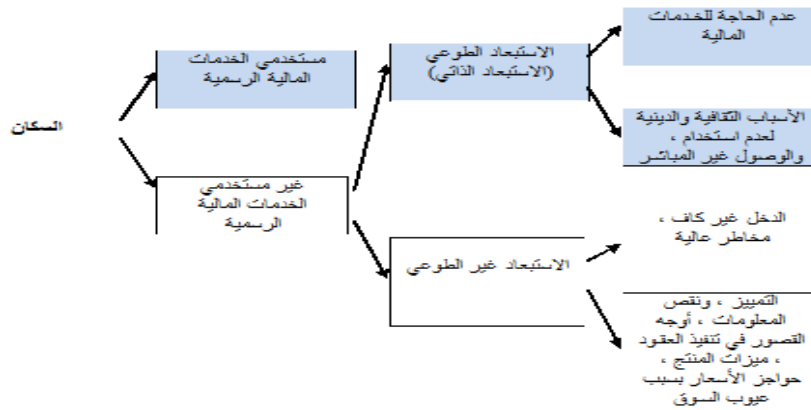 عدم الحاجة للخدمات
المالية
الاستبعاد الطوعي
(الاستبعاد الذاتي)
مستخدمي الخدمات
المالية الرسمية
السكان
الأسباب الثقافية والدينية
لعدم استخدام ،
والوصول غير المباشر
غير مستخدمي
الخدمات المالية
الرسمية
الدخل غير كاف ،
مخاطر عالية
الاستبعاد غير الطوعي
التمييز ، ونقص
المعلومات ، أوجه
القصور في تنفيذ العقود
، ميزات المنتج ،
حواجز الأسعار بسبب
عيوب السوق